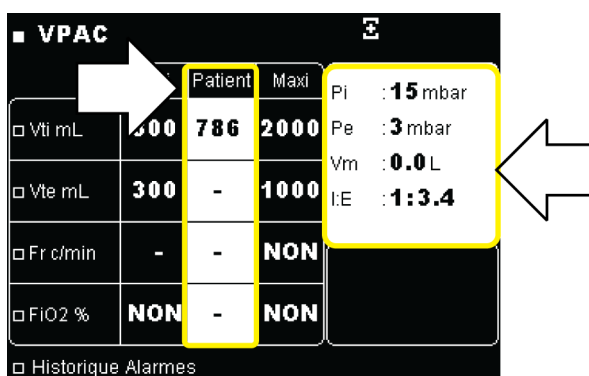 ■ VPAC
Patient Maxi
□ Vti mL 786 2000
□ Vte mL 300 - 1000
□ Fr c/min - - NON
□ FiO2 % NON - NON
Pi : 15 mbar
Pe : 3 mbar
Vm : 0.0 L
I:E : 1:3.4
□ Historique Alarmes